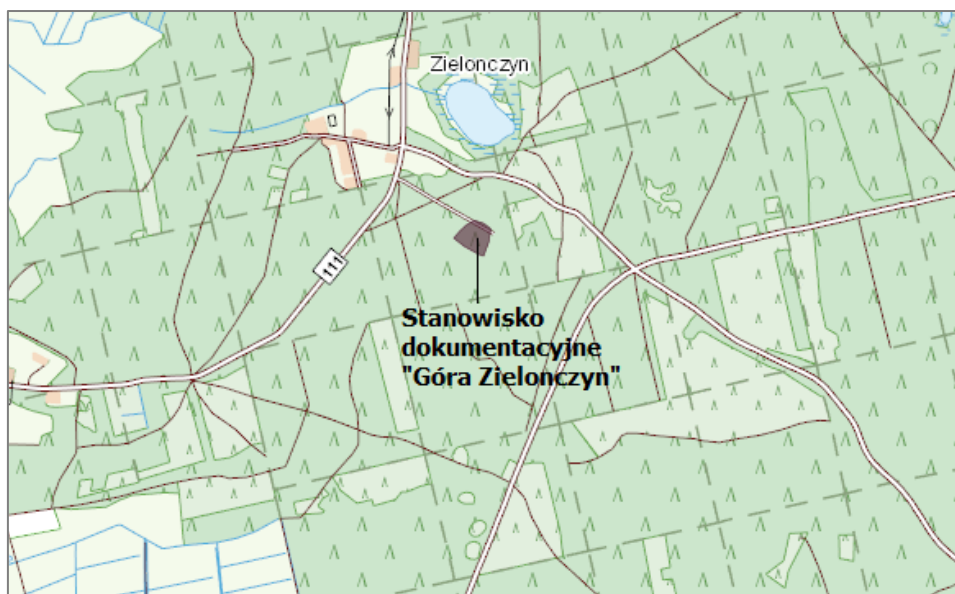 Zielonczyn
111
Stanowisko
dokumentacyjne
"Góra Zielonczyn"